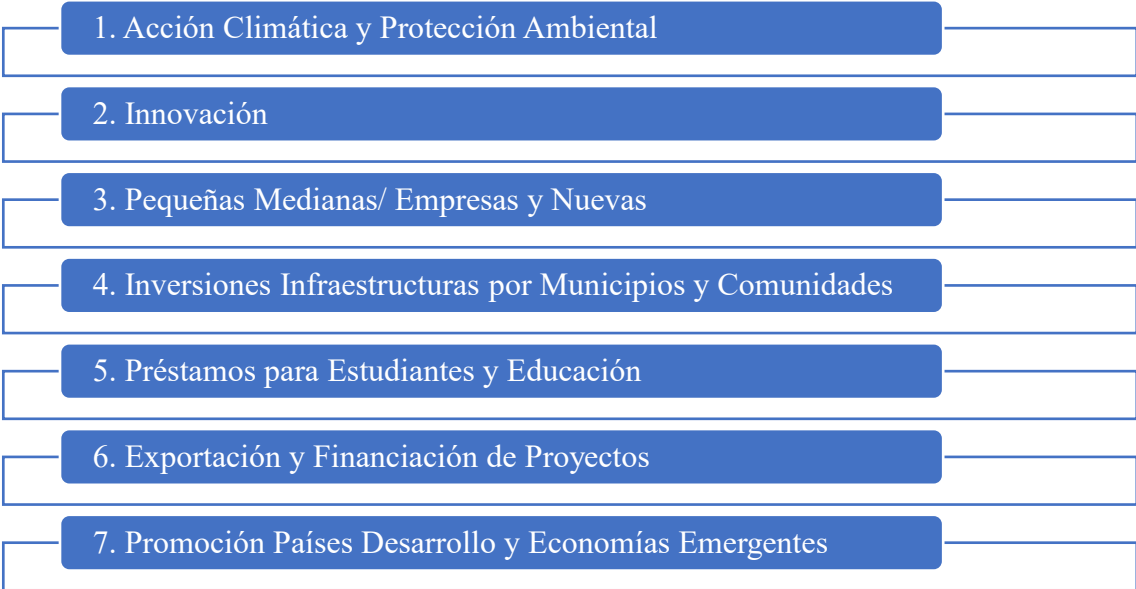 1. Acción Climática y Protección Ambiental
2. Innovación
3. Pequeñas Medianas/ Empresas y Nuevas
4. Inversiones Infraestructuras por Municipios y Comunidades
5. Préstamos para Estudiantes y Educación
6. Exportación y Financiación de Proyectos
7. Promoción Países Desarrollo y Economías Emergentes